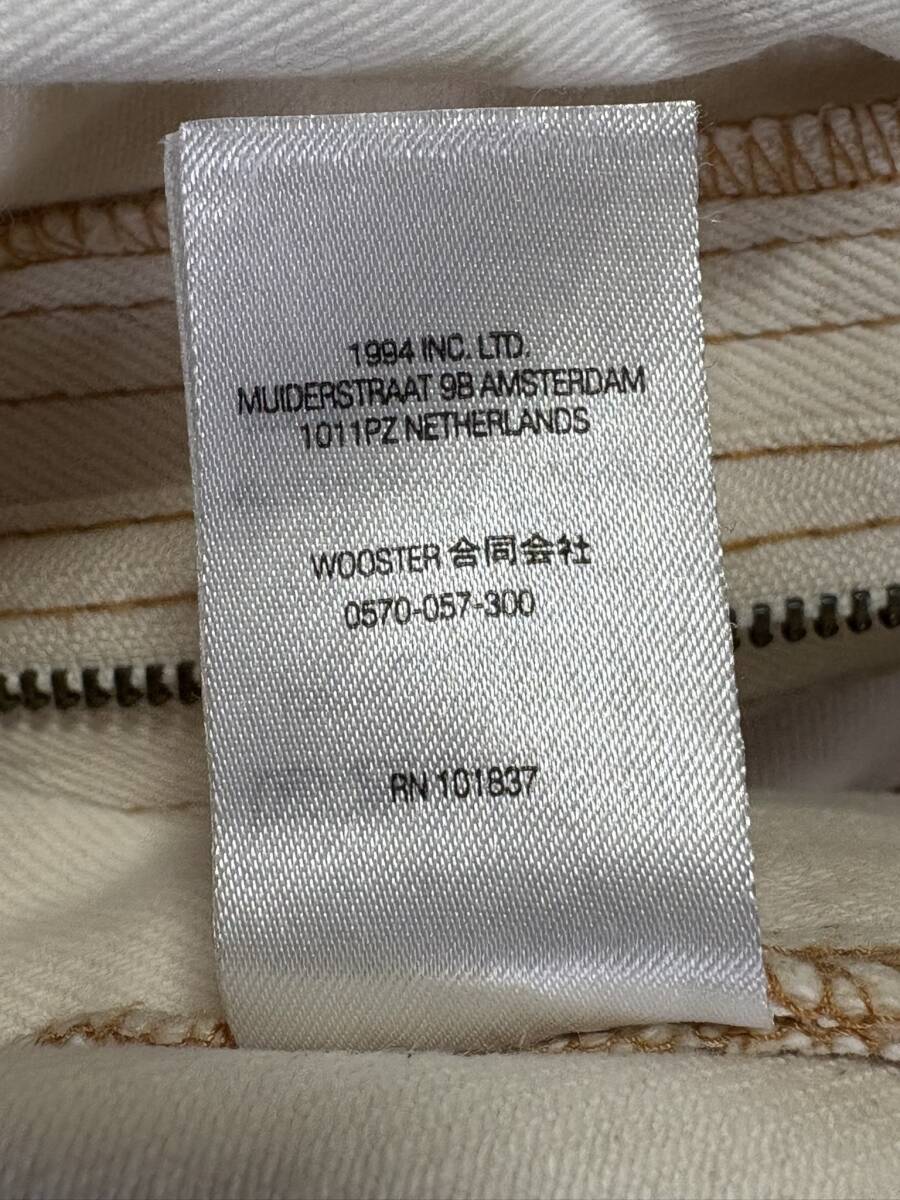 1994 INC. LTD.
MUIDERSTRAAT 9B AMSTERDAM
1011PZ NETHERLANDS
WOOSTER 合同会社
0570-057-300
RN 101837